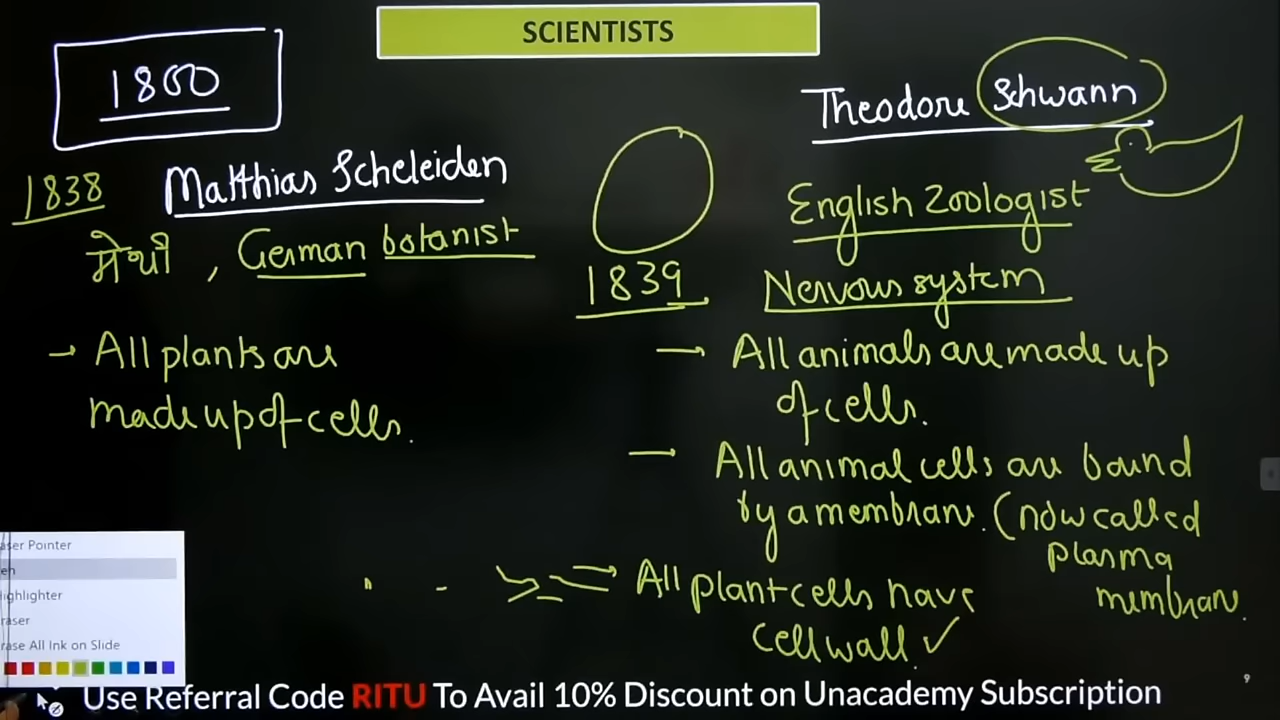 SCIENTISTS
1800
Theodore Schwann
1838 Matthias Scheleiden
English Zoologist
मेथी , German botanist
1839
Nervous system
→ All plants are
made up of cells.
→ All animals are made up
of cells.
— All animal cells are bound
by a membrane. (now called
plasma
membrane.
→ All plant cells have
cell wall ✓
aser Pointer
en
ighlighter
raser
rase All Ink on Slide
9
Use Referral Code RITU To Avail 10% Discount on Unacademy Subscription